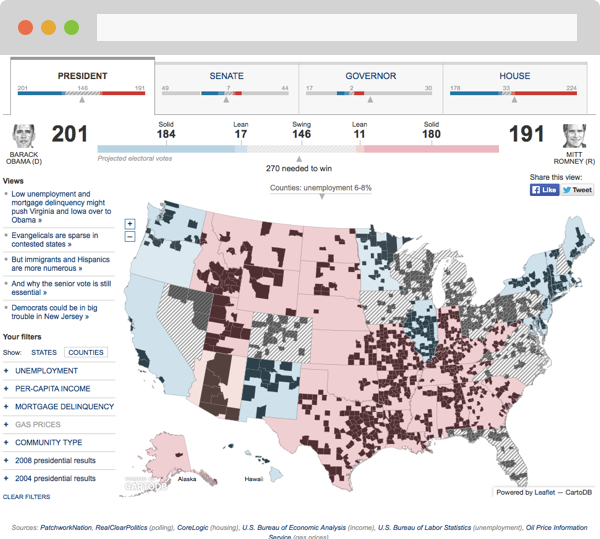 PRESIDENT
201 146 191
SENATE
49 7 44
GOVERNOR
17 2 30
HOUSE
178 33 224
BARACK
OBAMA (D)
201
Solid
184
Lean
17
Swing
146
Lean
11
Solid
180
191
MITT
ROMNEY (R)
Projected electoral votes
270 needed to win
Share this view:
Like
Tweet
Counties: unemployment 6-8%
Views
Low unemployment and
mortgage delinquency might
push Virginia and Iowa over to
Obama »
Evangelicals are sparse in
contested states »
But immigrants and Hispanics
are more numerous »
And why the senior vote is still
essential »
Democrats could be in big
trouble in New Jersey »
Your filters
Show: STATES COUNTIES
+ UNEMPLOYMENT
+ PER-CAPITA INCOME
+ MORTGAGE DELINQUENCY
+ GAS PRICES
+ COMMUNITY TYPE
+ 2008 presidential results
+ 2004 presidential results
CLEAR FILTERS
+
−
Alaska
Hawaii
CARTODB
Powered by Leaflet — CartoDB
Sources: PatchworkNation, RealClearPolitics (polling), CoreLogic (housing), U.S. Bureau of Economic Analysis (income), U.S. Bureau of Labor Statistics (unemployment), Oil Price Information
Service (gas prices)